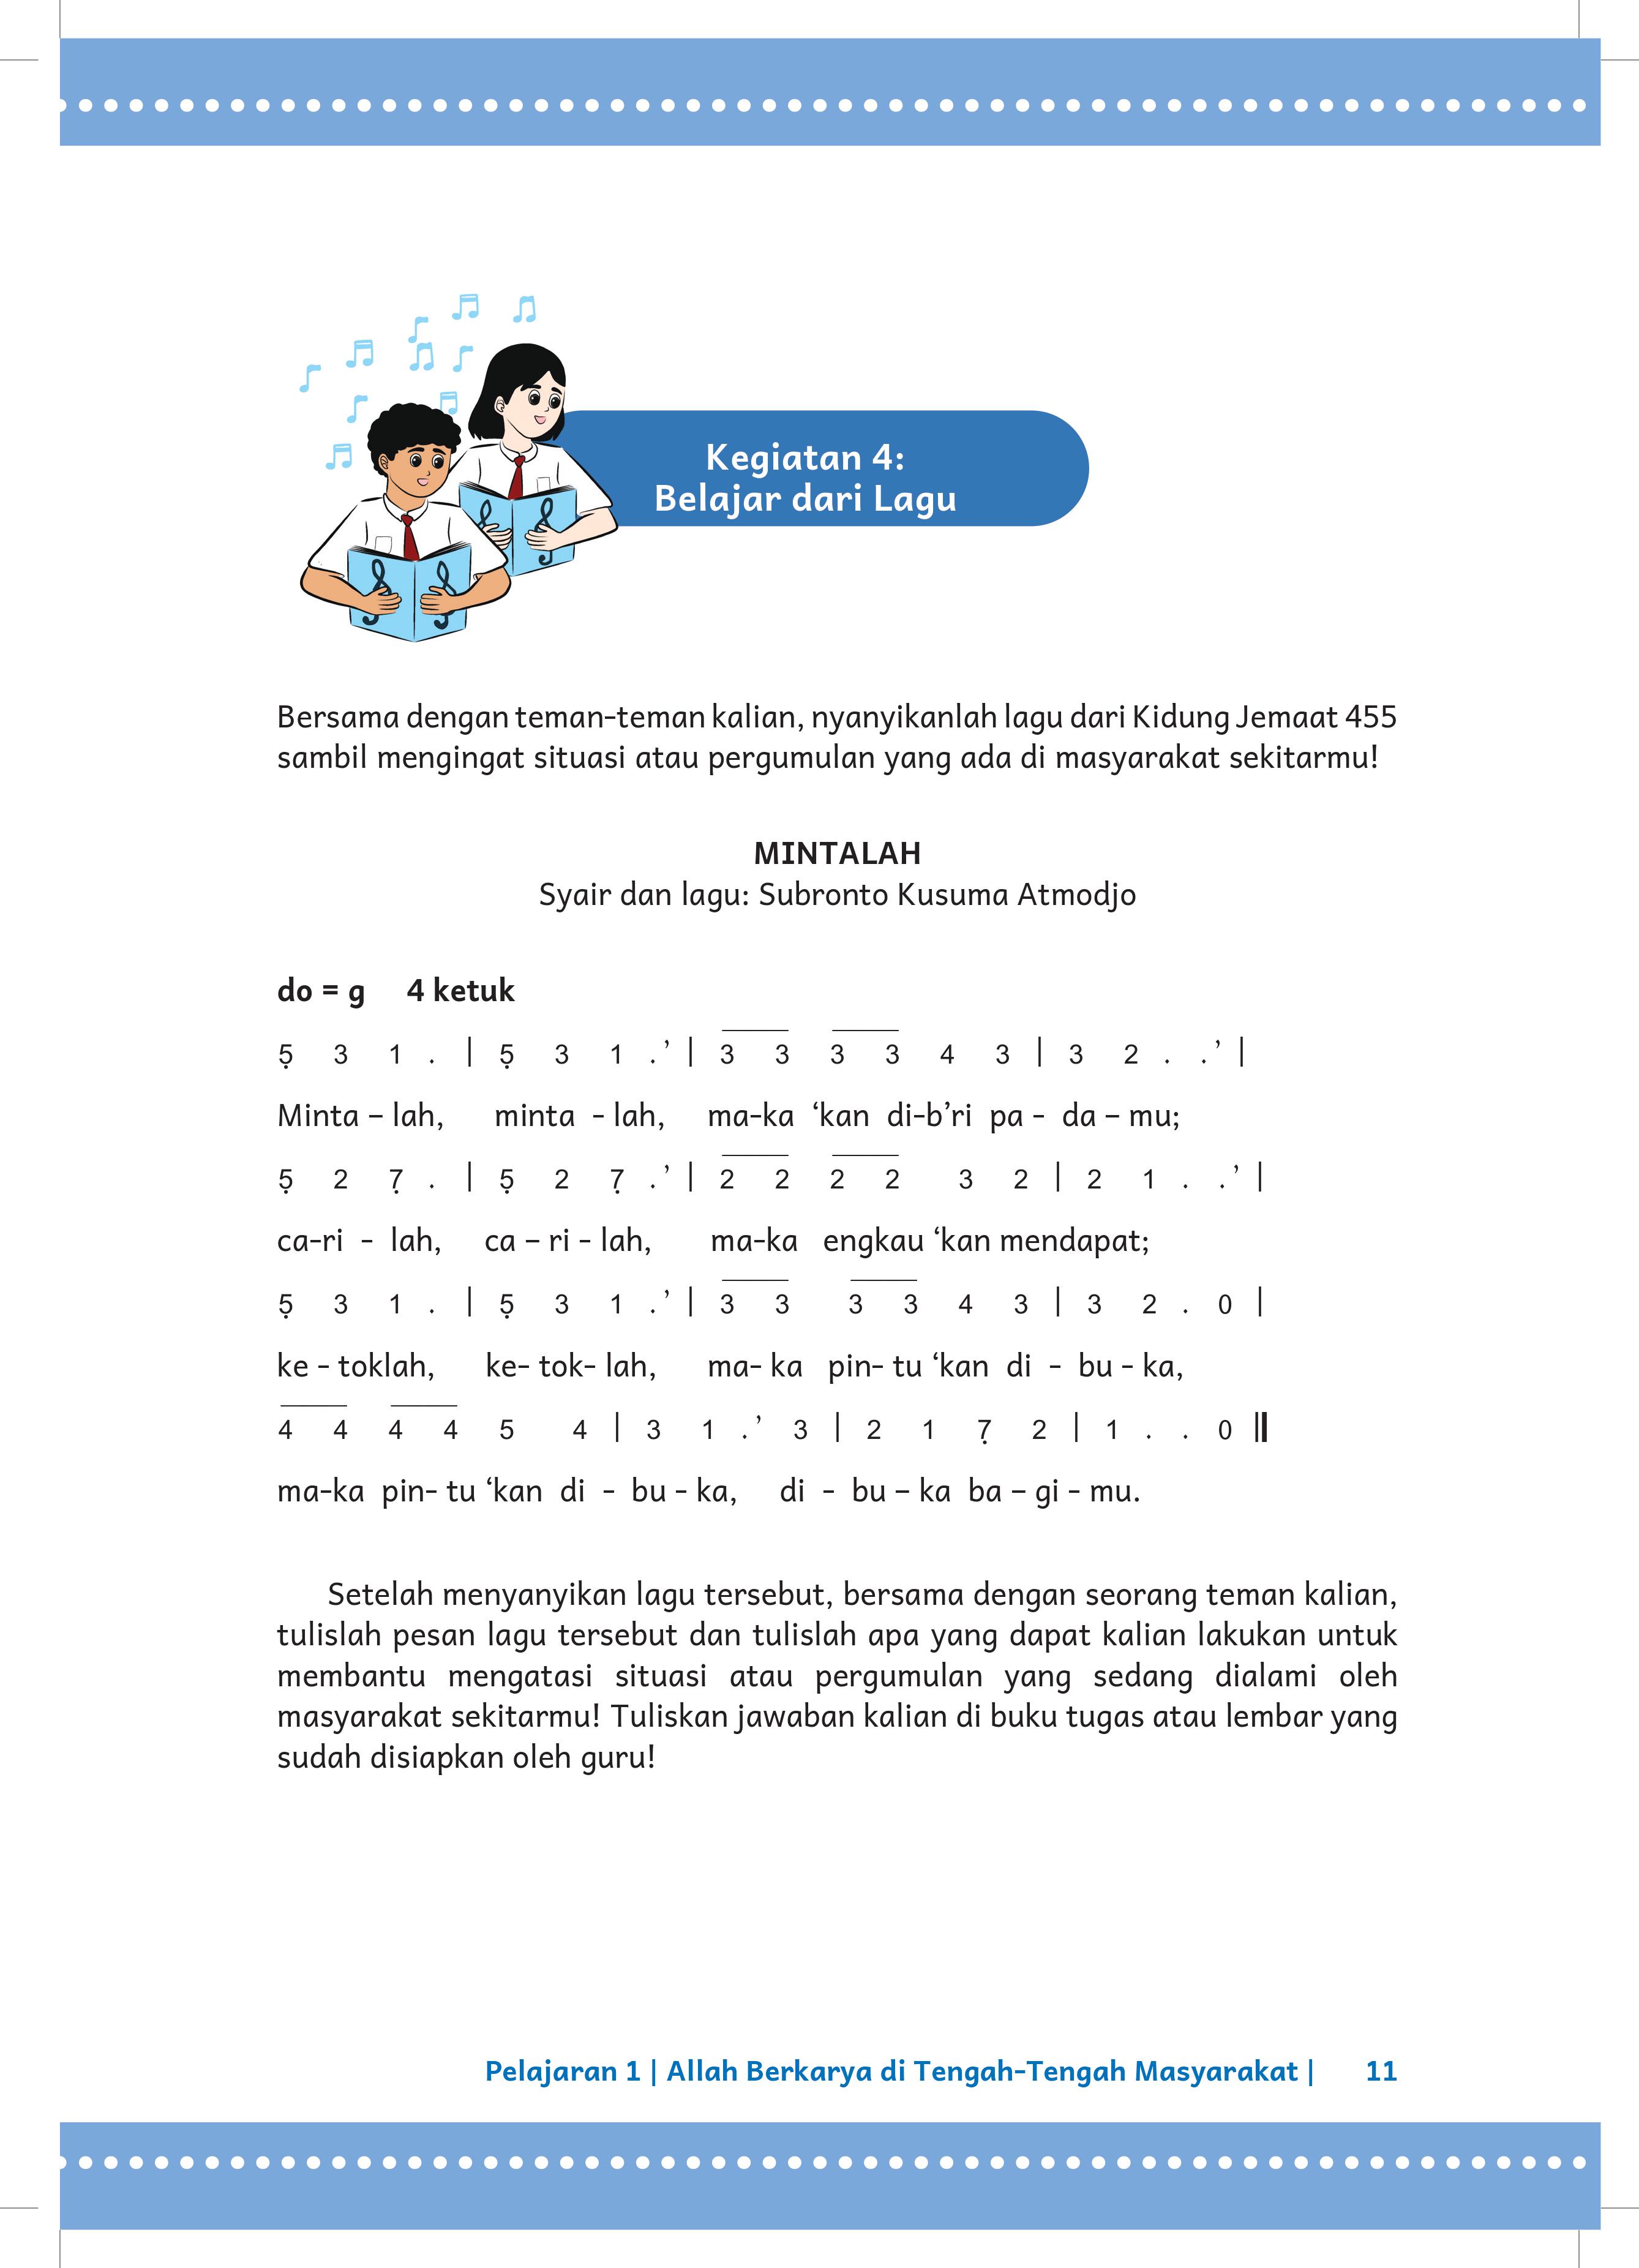 Kegiatan 4:
Belajar dari Lagu
Bersama dengan teman-teman kalian, nyanyikanlah lagu dari Kidung Jemaat 455
sambil mengingat situasi atau pergumulan yang ada di masyarakat sekitarmu!
MINTALAH
Syair dan lagu: Subronto Kusuma Atmodjo
do = g 4 ketuk
5̣ 3 1 . | 5̣ 3 1 .’ | 3 3 3 3 4 3 | 3 2 . .’ |
Minta – lah, minta - lah, ma-ka ‘kan di-b’ri pa - da – mu;
5̣ 2 7̣ . | 5̣ 2 7̣ .’ | 2 2 2 2 3 2 | 2 1 . .’ |
ca-ri - lah, ca – ri - lah, ma-ka engkau ‘kan mendapat;
5̣ 3 1 . | 5̣ 3 1 .’ | 3 3 3 3 4 3 | 3 2 . 0 |
ke - toklah, ke- tok- lah, ma- ka pin- tu ‘kan di - bu - ka,
4 4 4 4 5 4 | 3 1 .’ 3 | 2 1 7̣ 2 | 1 . . 0 ||
ma-ka pin- tu ‘kan di - bu - ka, di - bu – ka ba – gi - mu.
Setelah menyanyikan lagu tersebut, bersama dengan seorang teman kalian,
tulislah pesan lagu tersebut dan tulislah apa yang dapat kalian lakukan untuk
membantu mengatasi situasi atau pergumulan yang sedang dialami oleh
masyarakat sekitarmu! Tuliskan jawaban kalian di buku tugas atau lembar yang
sudah disiapkan oleh guru!
Pelajaran 1 | Allah Berkarya di Tengah-Tengah Masyarakat | 11